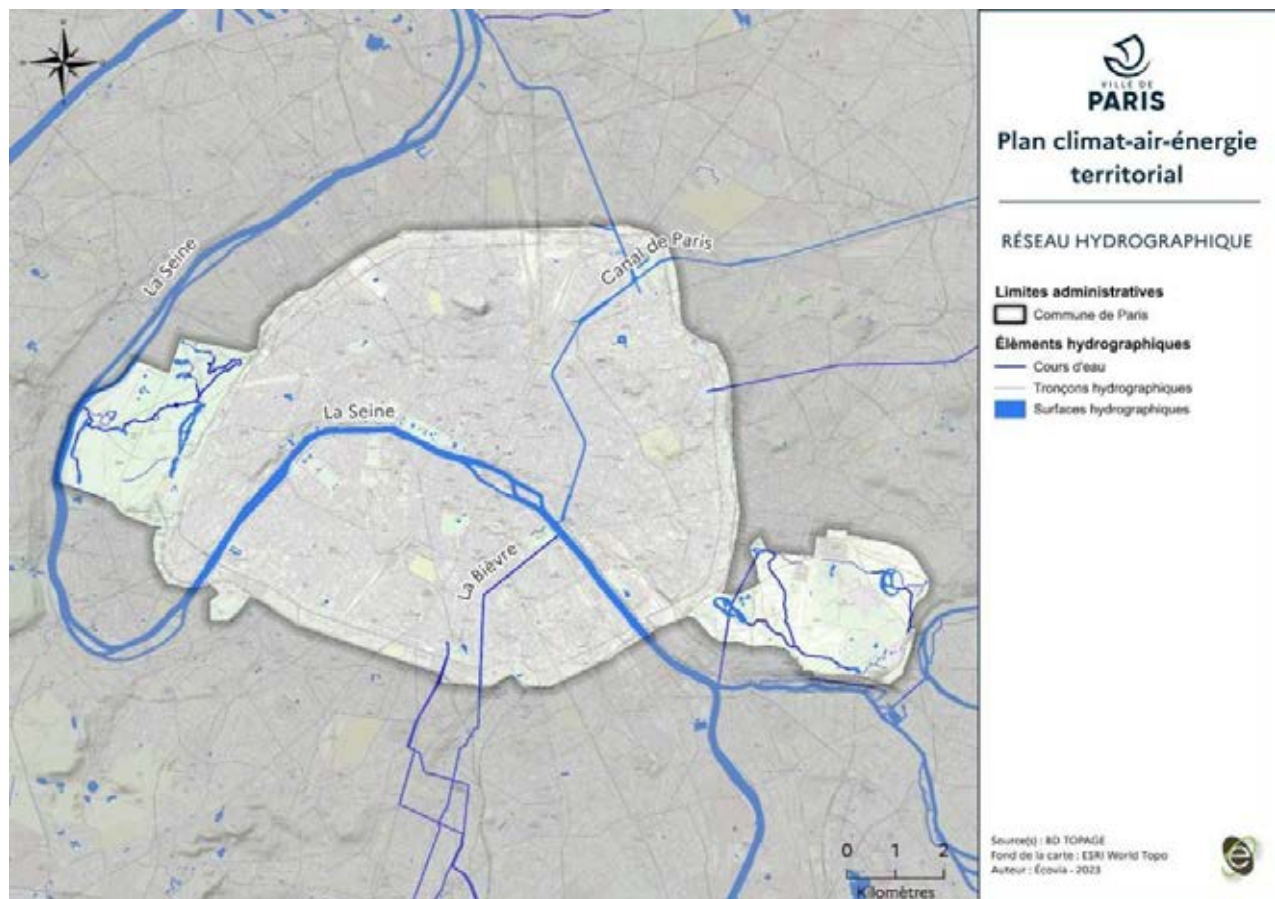 La Seine
Canal de Paris
La Seine
La Bièvre
0 1 2
Kilomètres
VILLE DE
PARIS
Plan climat-air-énergie
territorial
RÉSEAU HYDROGRAPHIQUE
Limites administratives
Commune de Paris
Éléments hydrographiques
Cours d'eau
Tronçons hydrographiques
Surfaces hydrographiques
Source(s) : BD TOPAGE
Fond de la carte : ESRI World Topo
Auteur : Écovia - 2023